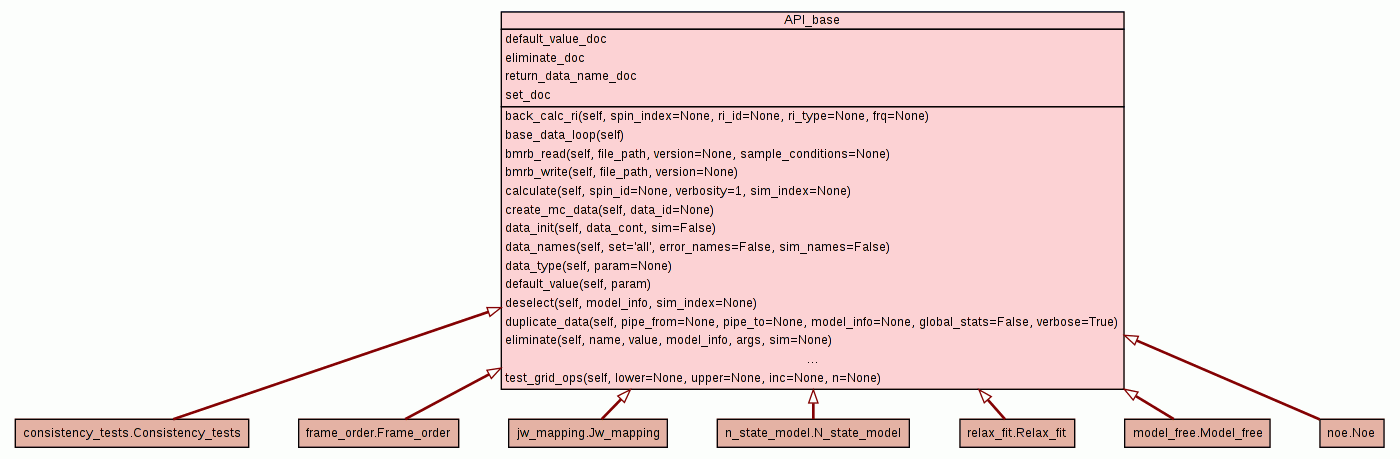 API_base
default_value_doc
eliminate_doc
return_data_name_doc
set_doc
back_calc_ri(self, spin_index=None, ri_id=None, ri_type=None, frq=None)
base_data_loop(self)
bmrb_read(self, file_path, version=None, sample_conditions=None)
bmrb_write(self, file_path, version=None)
calculate(self, spin_id=None, verbosity=1, sim_index=None)
create_mc_data(self, data_id=None)
data_init(self, data_cont, sim=False)
data_names(self, set='all', error_names=False, sim_names=False)
data_type(self, param=None)
default_value(self, param)
deselect(self, model_info, sim_index=None)
duplicate_data(self, pipe_from=None, pipe_to=None, model_info=None, global_stats=False, verbose=True)
eliminate(self, name, value, model_info, args, sim=None)
...
test_grid_ops(self, lower=None, upper=None, inc=None, n=None)
consistency_tests.Consistency_tests
frame_order.Frame_order
jw_mapping.Jw_mapping
n_state_model.N_state_model
relax_fit.Relax_fit
model_free.Model_free
noe.Noe